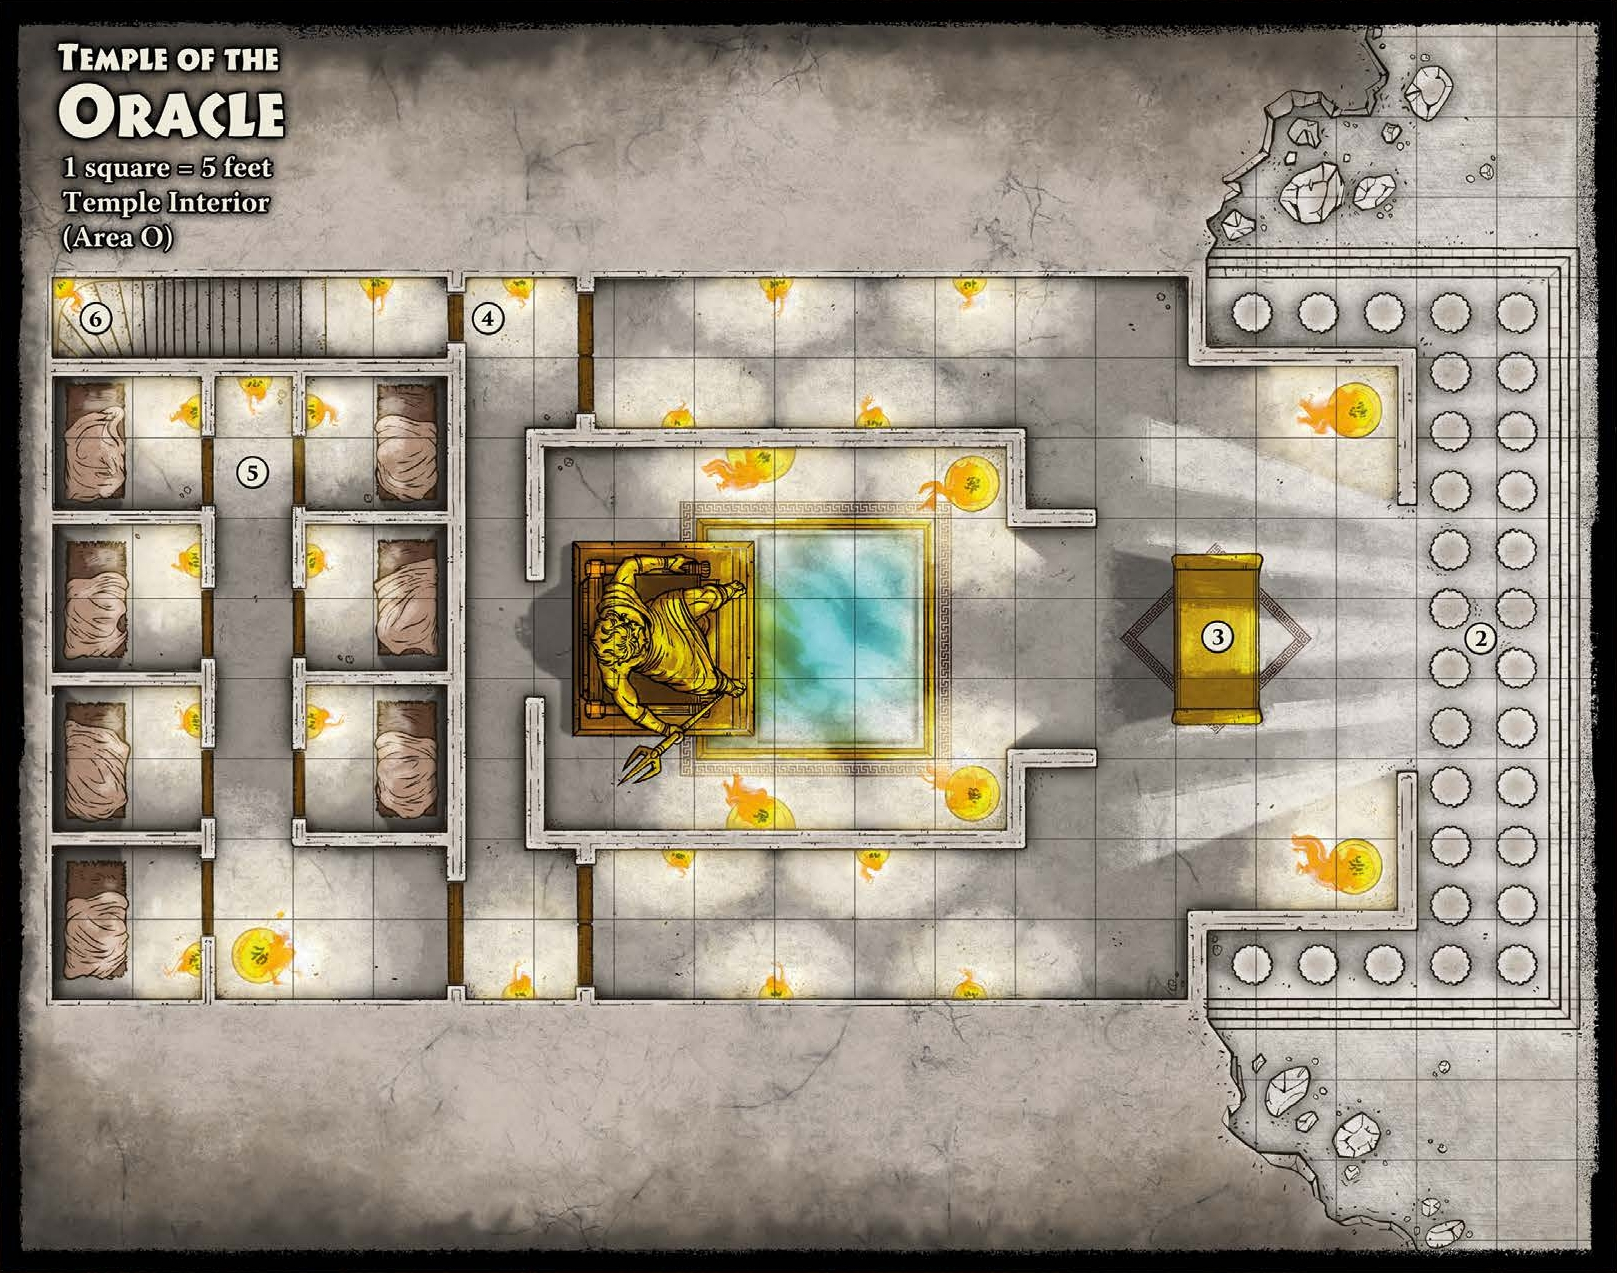 TEMPLE OF THE
ORACLE
1 square = 5 feet
Temple Interior
(Area O)
6
4
5
3
2